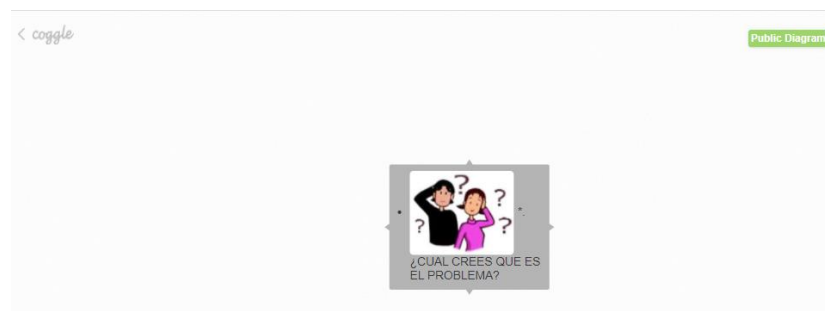 < coggle
Public Diagram
? ? ? ?
¿CUAL CREES QUE ES
EL PROBLEMA?